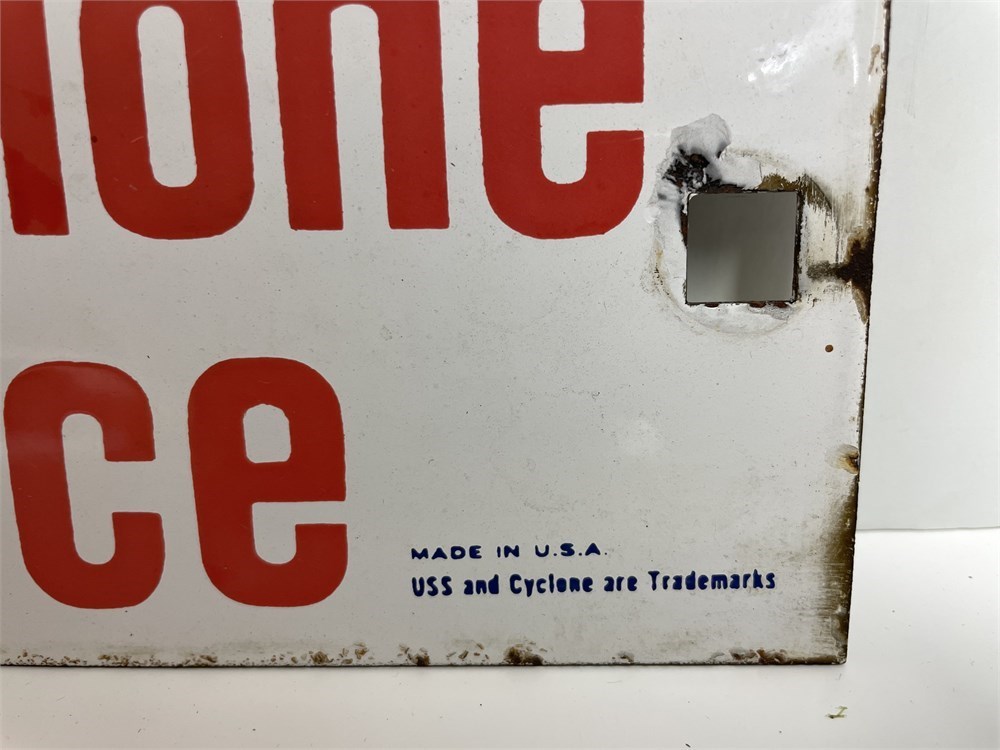 lone
ce
MADE IN U.S.A.
USS and Cyclone are Trademarks